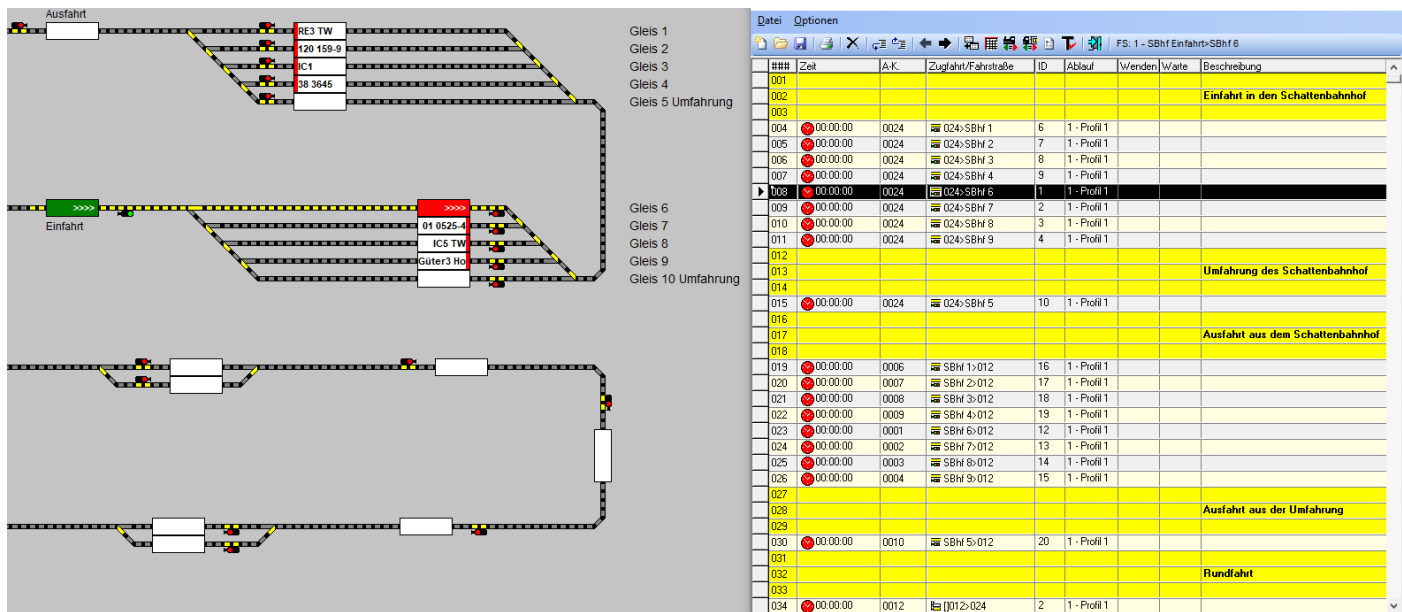 Ausfahrt
RE3 TW Gleis 1
120 159-9 Gleis 2
IC1 Gleis 3
38 3645 Gleis 4
Gleis 5 Umfahrung
>>>> >>>> Gleis 6
Einfahrt 01 0525-4 Gleis 7
IC5 TW Gleis 8
Güter3 Ho Gleis 9
Gleis 10 Umfahrung
Datei Optionen
FS: 1 - SBhf Einfahrt>SBhf 6
### Zeit A-K. Zugfahrt/Fahrstraße ID Ablauf Wenden Warte Beschreibung
001
002 Einfahrt in den Schattenbahnhof
003
004 00:00:00 0024 024>SBhf 1 6 1 - Profil 1
005 00:00:00 0024 024>SBhf 2 7 1 - Profil 1
006 00:00:00 0024 024>SBhf 3 8 1 - Profil 1
007 00:00:00 0024 024>SBhf 4 9 1 - Profil 1
008 00:00:00 0024 024>SBhf 6 1 1 - Profil 1
009 00:00:00 0024 024>SBhf 7 2 1 - Profil 1
010 00:00:00 0024 024>SBhf 8 3 1 - Profil 1
011 00:00:00 0024 024>SBhf 9 4 1 - Profil 1
012
013 Umfahrung des Schattenbahnhof
014
015 00:00:00 0024 024>SBhf 5 10 1 - Profil 1
016
017 Ausfahrt aus dem Schattenbahnhof
018
019 00:00:00 0006 SBhf 1>012 16 1 - Profil 1
020 00:00:00 0007 SBhf 2>012 17 1 - Profil 1
021 00:00:00 0008 SBhf 3>012 18 1 - Profil 1
022 00:00:00 0009 SBhf 4>012 19 1 - Profil 1
023 00:00:00 0001 SBhf 6>012 12 1 - Profil 1
024 00:00:00 0002 SBhf 7>012 13 1 - Profil 1
025 00:00:00 0003 SBhf 8>012 14 1 - Profil 1
026 00:00:00 0004 SBhf 9>012 15 1 - Profil 1
027
028 Ausfahrt aus der Umfahrung
029
030 00:00:00 0010 SBhf 5>012 20 1 - Profil 1
031
032 Rundfahrt
033
034 00:00:00 0012 []012>024 2 1 - Profil 1